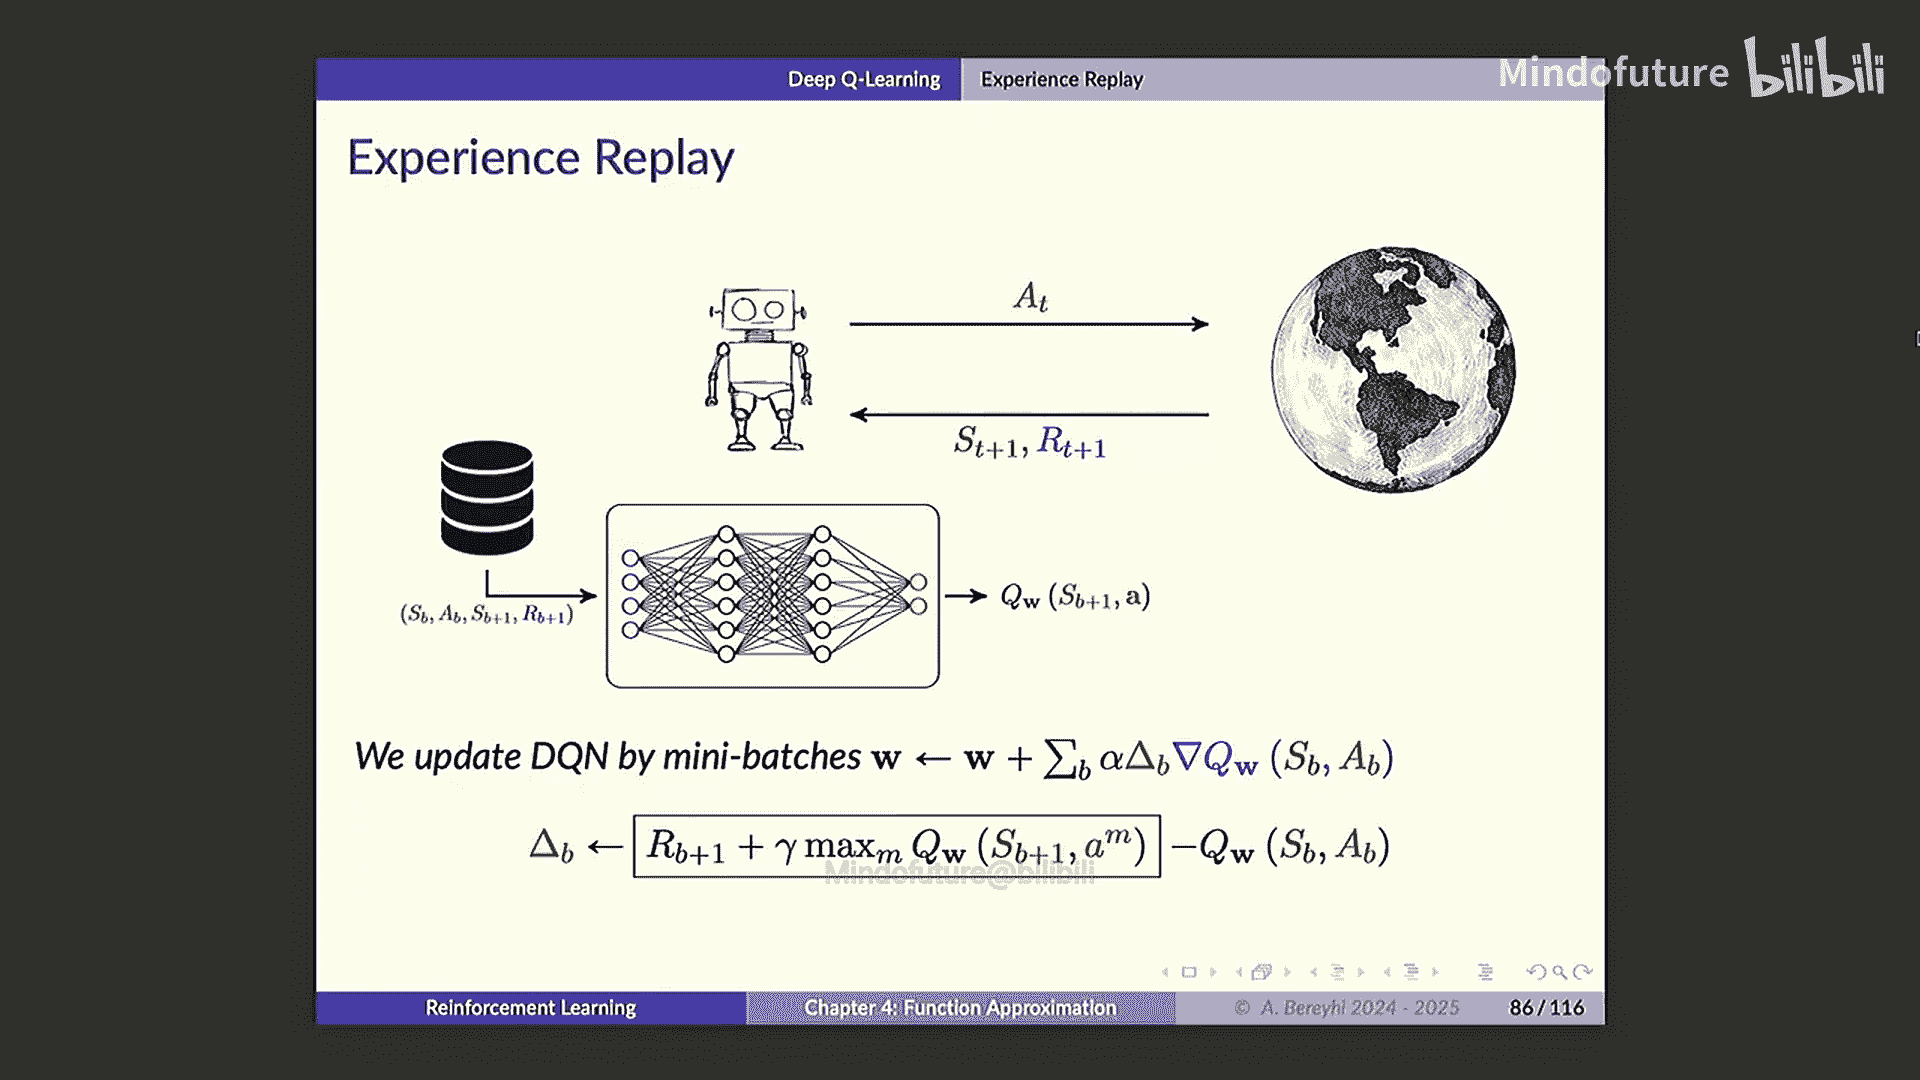 Mindofuture bilibili
Deep Q-Learning Experience Replay
Experience Replay
A_t
S_{t+1}, R_{t+1}
(S_b, A_b, S_{b+1}, R_{b+1})
Q_w (S_{b+1}, a)
We update DQN by mini-batches w ← w + ∑_b αΔ_b∇Q_w (S_b, A_b)
Δ_b ← R_{b+1} + γ max_m Q_w (S_{b+1}, a^m) −Q_w (S_b, A_b)
Mindofuture@bilibili
Reinforcement Learning Chapter 4: Function Approximation © A. Bereyhi 2024 - 2025 86 / 116